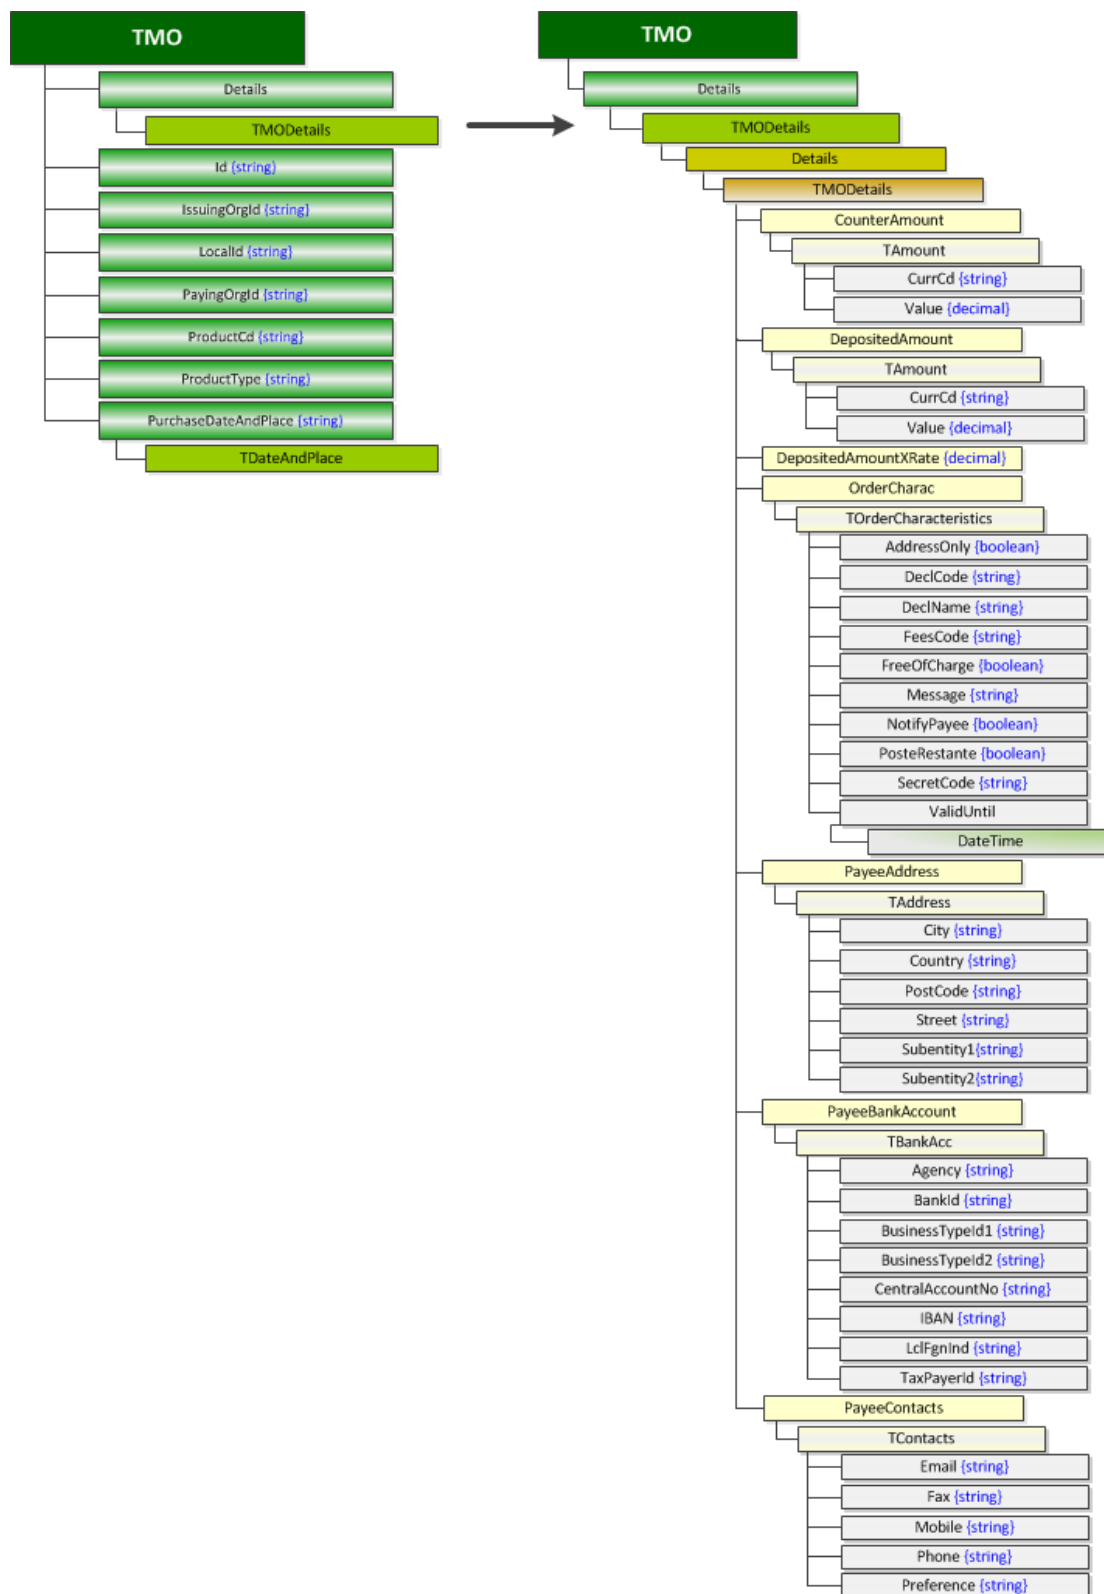 TMO
Details
TMODetails
Id {string}
IssuingOrgId {string}
LocalId {string}
PayingOrgId {string}
ProductCd {string}
ProductType {string}
PurchaseDateAndPlace {string}
TDateAndPlace
TMO
Details
TMODetails
Details
TMODetails
CounterAmount
TAmount
CurrCd {string}
Value {decimal}
DepositedAmount
TAmount
CurrCd {string}
Value {decimal}
DepositedAmountXRate {decimal}
OrderCharac
TOrderCharacteristics
AddressOnly {boolean}
DeclCode {string}
DeclName {string}
FeesCode {string}
FreeOfCharge {boolean}
Message {string}
NotifyPayee {boolean}
PosteRestante {boolean}
SecretCode {string}
ValidUntil
DateTime
PayeeAddress
TAddress
City {string}
Country {string}
PostCode {string}
Street {string}
Subentity1{string}
Subentity2{string}
PayeeBankAccount
TBankAcc
Agency {string}
BankId {string}
BusinessTypeId1 {string}
BusinessTypeId2 {string}
CentralAccountNo {string}
IBAN {string}
LclFgnInd {string}
TaxPayerId {string}
PayeeContacts
TContacts
Email {string}
Fax {string}
Mobile {string}
Phone {string}
Preference {string}